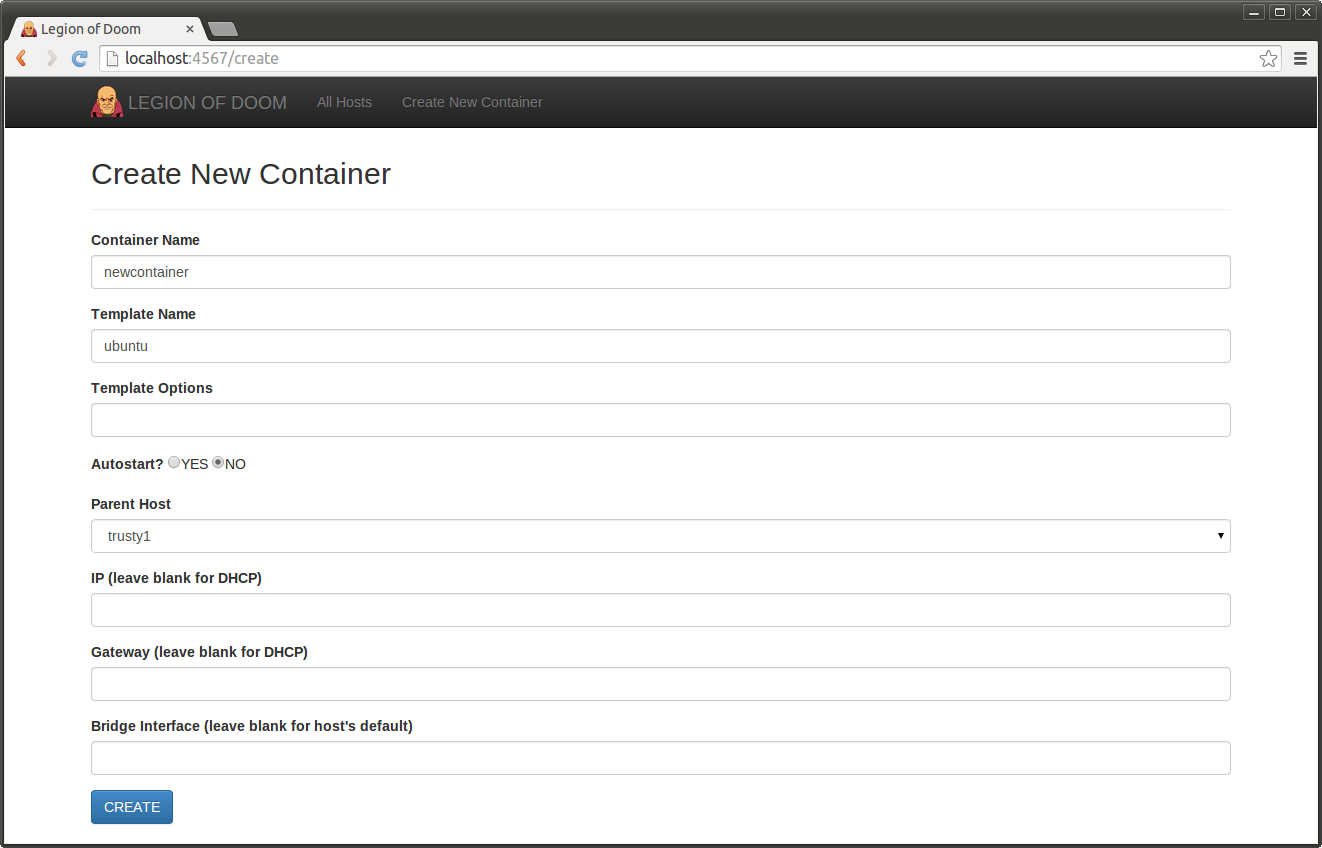 Legion of Doom
localhost:4567/create
LEGION OF DOOM All Hosts Create New Container
Create New Container
Container Name
newcontainer
Template Name
ubuntu
Template Options
Autostart? YES NO
Parent Host
trusty1
IP (leave blank for DHCP)
Gateway (leave blank for DHCP)
Bridge Interface (leave blank for host's default)
CREATE